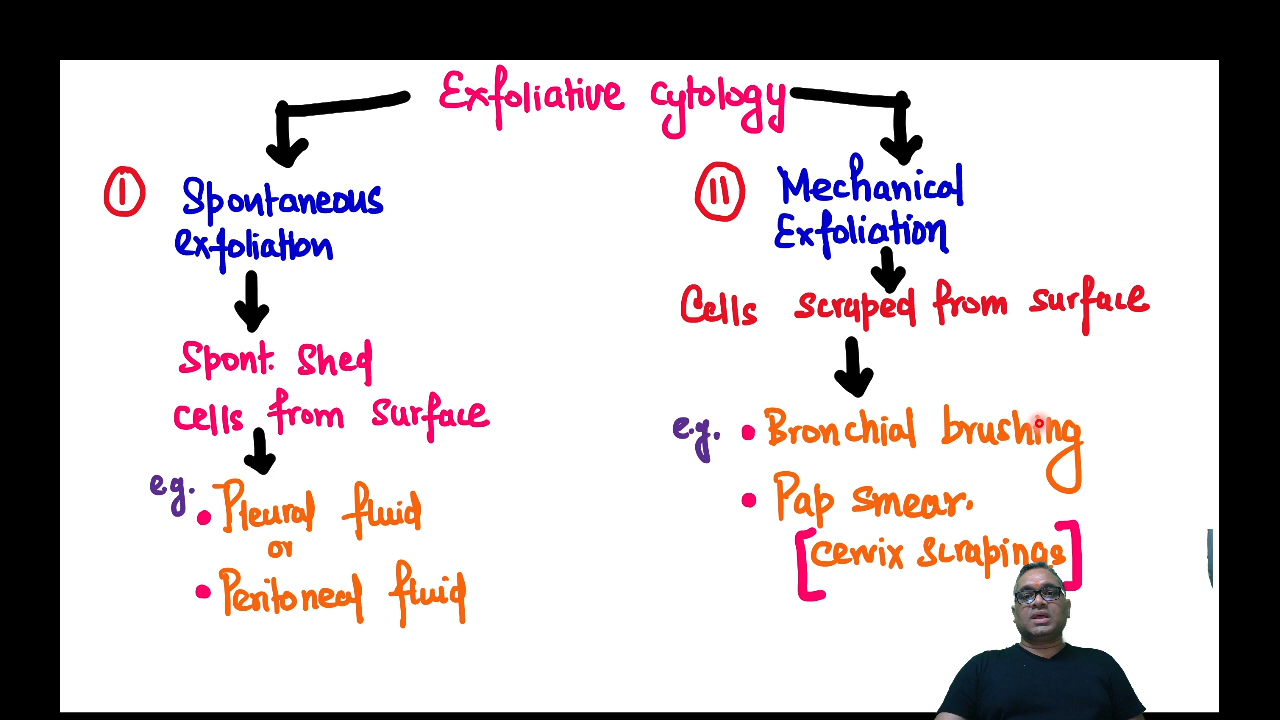 Exfoliative cytology
I Spontaneous
exfoliation
Spont. Shed
cells from surface
eg. • Pleural fluid
or
• Peritoneal fluid
II Mechanical
Exfoliation
Cells scraped from surface
e.g. • Bronchial brushing
• Pap smear.
[cervix scrapings]